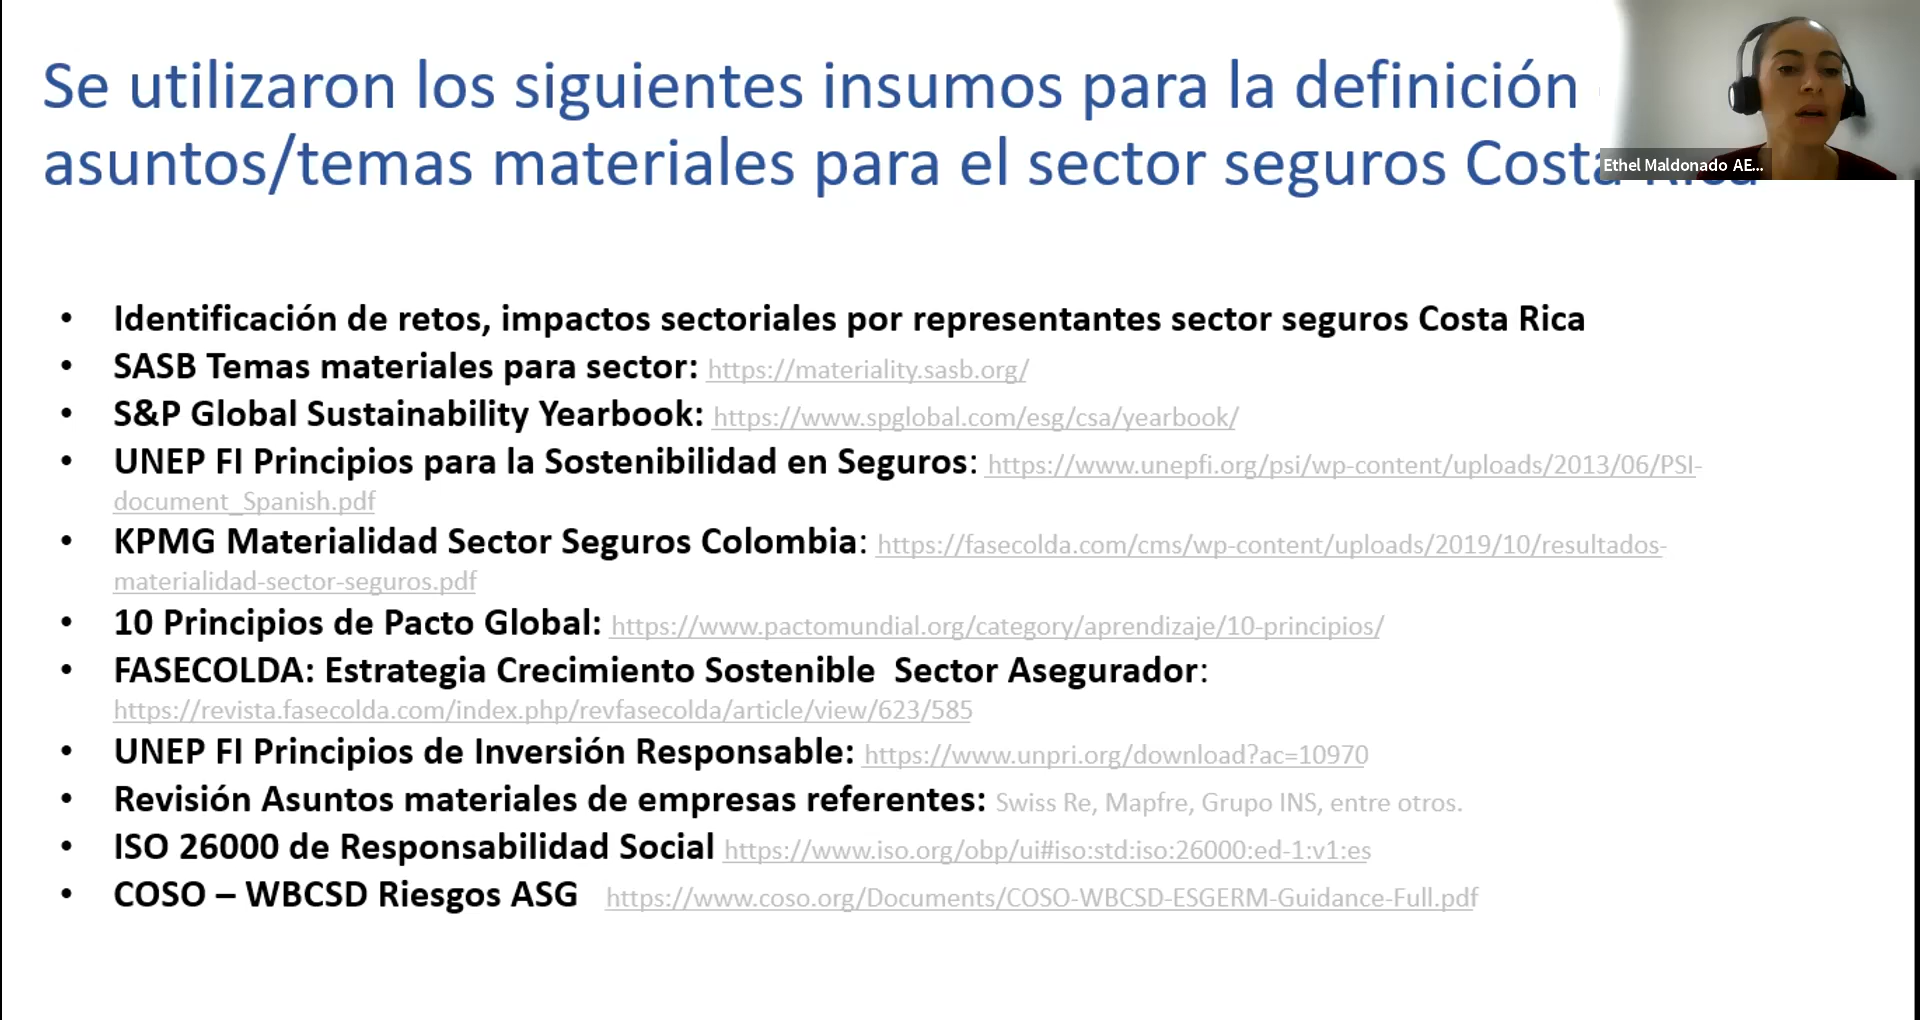 Se utilizaron los siguientes insumos para la definición
asuntos/temas materiales para el sector seguros Costa Rica
Ethel Maldonado AE...
• Identificación de retos, impactos sectoriales por representantes sector seguros Costa Rica
• SASB Temas materiales para sector: https://materiality.sasb.org/
• S&P Global Sustainability Yearbook: https://www.spglobal.com/esg/csa/yearbook/
• UNEP FI Principios para la Sostenibilidad en Seguros: https://www.unepfi.org/psi/wp-content/uploads/2013/06/PSI-
document_Spanish.pdf
• KPMG Materialidad Sector Seguros Colombia: https://fasecolda.com/cms/wp-content/uploads/2019/10/resultados-
materialidad-sector-seguros.pdf
• 10 Principios de Pacto Global: https://www.pactomundial.org/category/aprendizaje/10-principios/
• FASECOLDA: Estrategia Crecimiento Sostenible  Sector Asegurador:
https://revista.fasecolda.com/index.php/revfasecolda/article/view/623/585
• UNEP FI Principios de Inversión Responsable: https://www.unpri.org/download?ac=10970
• Revisión Asuntos materiales de empresas referentes: Swiss Re, Mapfre, Grupo INS, entre otros.
• ISO 26000 de Responsabilidad Social https://www.iso.org/obp/ui#iso:std:iso:26000:ed-1:v1:es
• COSO – WBCSD Riesgos ASG https://www.coso.org/Documents/COSO-WBCSD-ESGERM-Guidance-Full.pdf